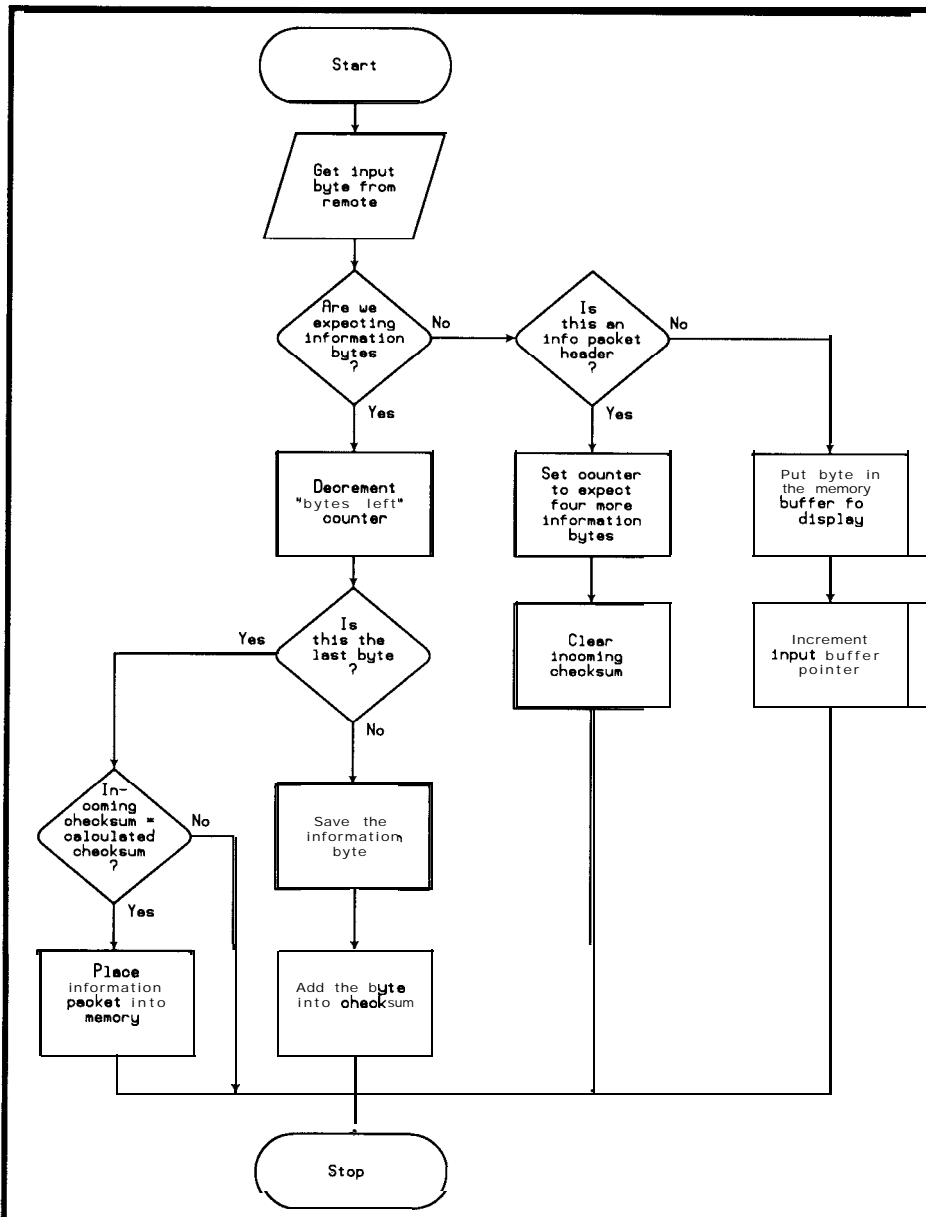 Start
Get input
byte from
remote
Are we
expecting
information
bytes
?
No
Yes
Is
this an
info packet
header
?
No
Yes
Decrement
"bytes left"
counter
Set counter
to expect
four more
information
bytes
Put byte in
the memory
buffer fo
display
Is
this the
last byte
?
Yes
No
Clear
incoming
checksum
Increment
input buffer
pointer
In-
coming
checksum =
calculated
checksum
?
No
Yes
Save the
information
byte
Place
information
packet into
memory
Add the byte
into checksum
Stop